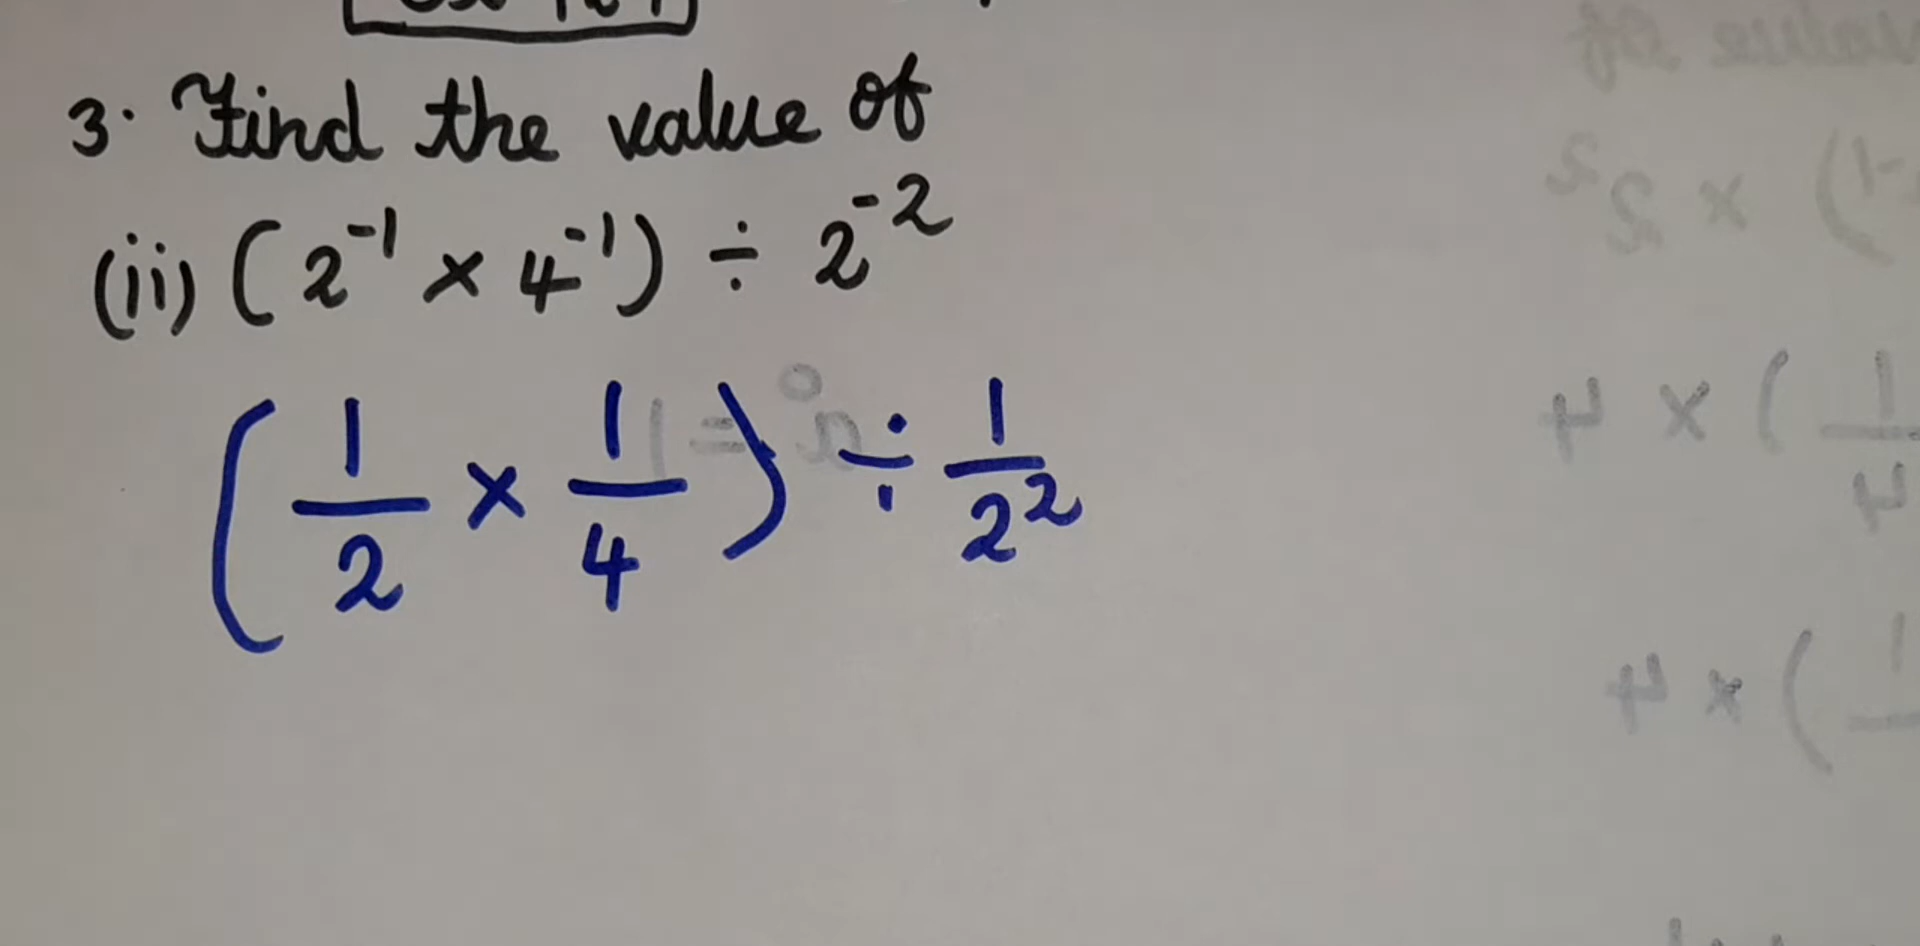 3. Find the value of
(ii) (2⁻¹ × 4⁻¹) ÷ 2⁻²
(1/2 × 1/4) ÷ 1/2²